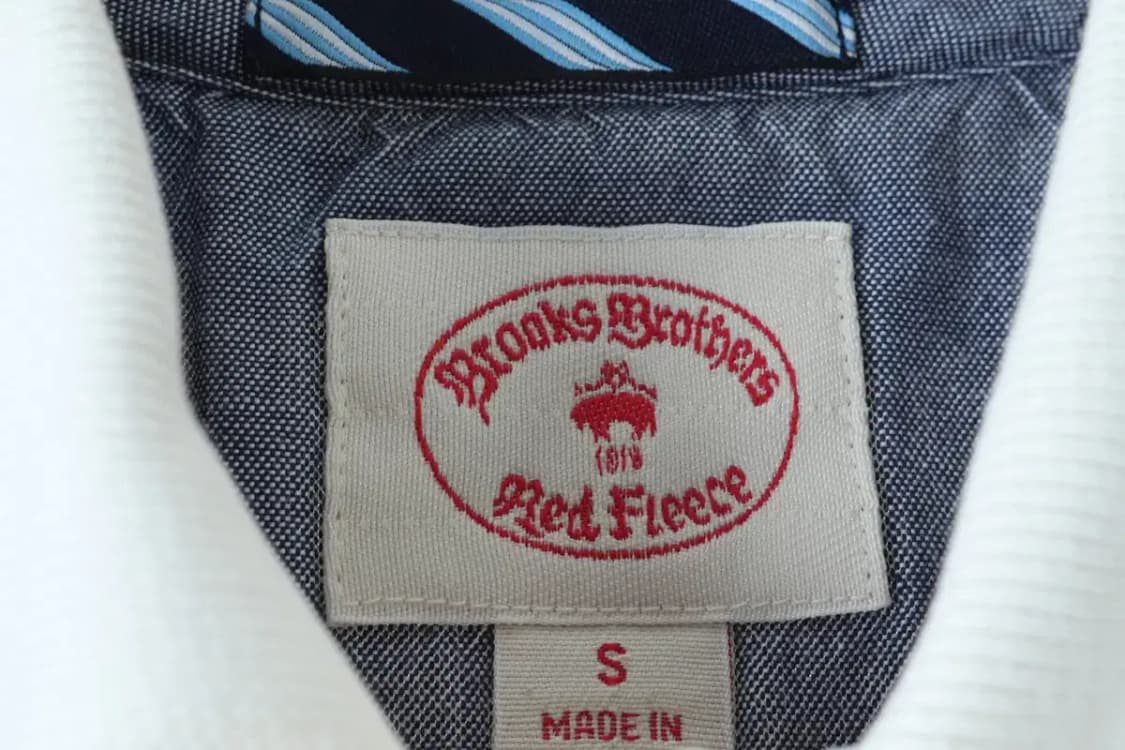 Brooks Brothers
1818
Red Fleece
S
MADE IN